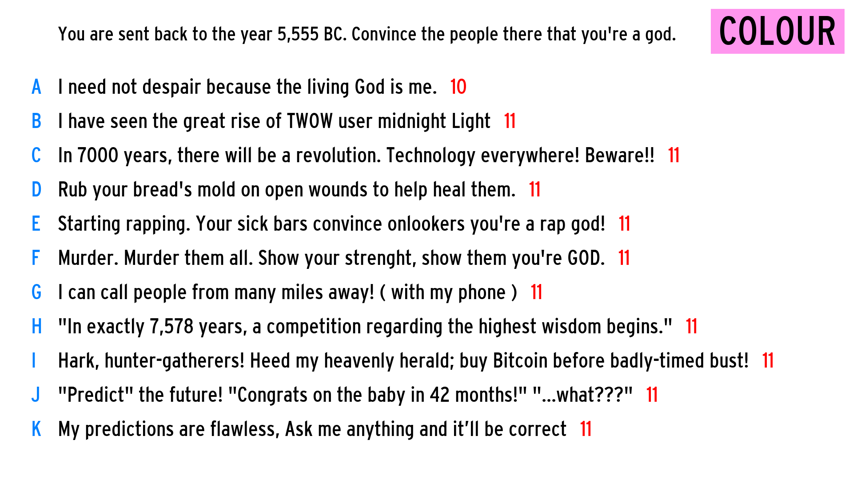 You are sent back to the year 5,555 BC. Convince the people there that you're a god.
COLOUR
A I need not despair because the living God is me. 10
B I have seen the great rise of TWOW user midnight Light 11
C In 7000 years, there will be a revolution. Technology everywhere! Beware!! 11
D Rub your bread's mold on open wounds to help heal them. 11
E Starting rapping. Your sick bars convince onlookers you're a rap god! 11
F Murder. Murder them all. Show your strenght, show them you're GOD. 11
G I can call people from many miles away! ( with my phone ) 11
H "In exactly 7,578 years, a competition regarding the highest wisdom begins." 11
I Hark, hunter-gatherers! Heed my heavenly herald; buy Bitcoin before badly-timed bust! 11
J "Predict" the future! "Congrats on the baby in 42 months!" "...what???" 11
K My predictions are flawless, Ask me anything and it’ll be correct 11